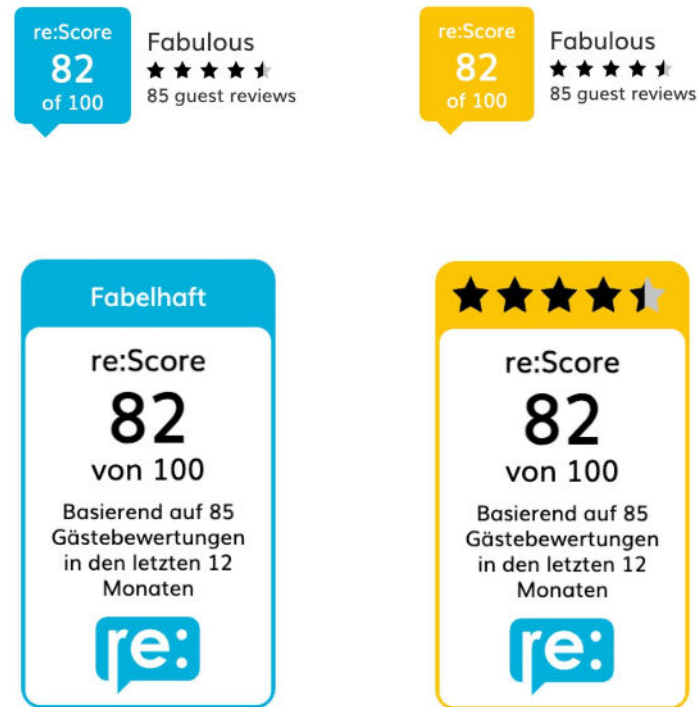 re:Score
82
of 100
Fabulous
85 guest reviews
re:Score
82
of 100
Fabulous
85 guest reviews
Fabelhaft
re:Score
82
von 100
Basierend auf 85
Gästebewertungen
in den letzten 12
Monaten
re:
re:Score
82
von 100
Basierend auf 85
Gästebewertungen
in den letzten 12
Monaten
re: